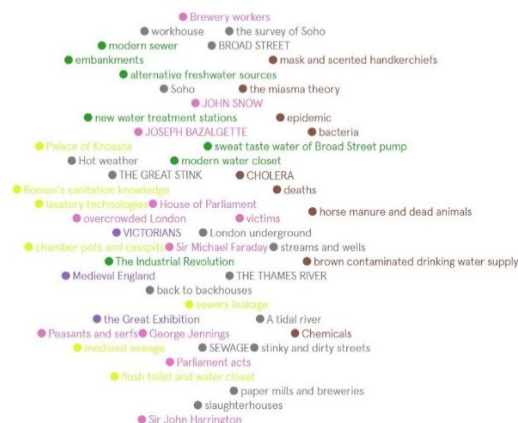 Brewery workers
workhouse the survey of Soho
modern sewer BROAD STREET
embankments mask and scented handkerchiefs
alternative freshwater sources
Soho the miasma theory
JOHN SNOW
new water treatment stations epidemic
JOSEPH BAZALGETTE bacteria
Palace of Knossos sweat taste water of Broad Street pump
Hot weather modern water closet
THE GREAT STINK CHOLERA
Roman's sanitation knowledge deaths
lavatory technologies House of Parliament
horse manure and dead animals
overcrowded London victims
VICTORIANS London underground
chamber pots and cesspits Sir Michael Faraday streams and wells
The Industrial Revolution brown contaminated drinking water supply
Medieval England THE THAMES RIVER
back to backhouses
sewers leakage
the Great Exhibition A tidal river
Peasants and serfs George Jennings Chemicals
medieval sewage SEWAGE stinky and dirty streets
Parliament acts
flush toilet and water closet
paper mills and breweries
slaughterhouses
Sir John Harrington